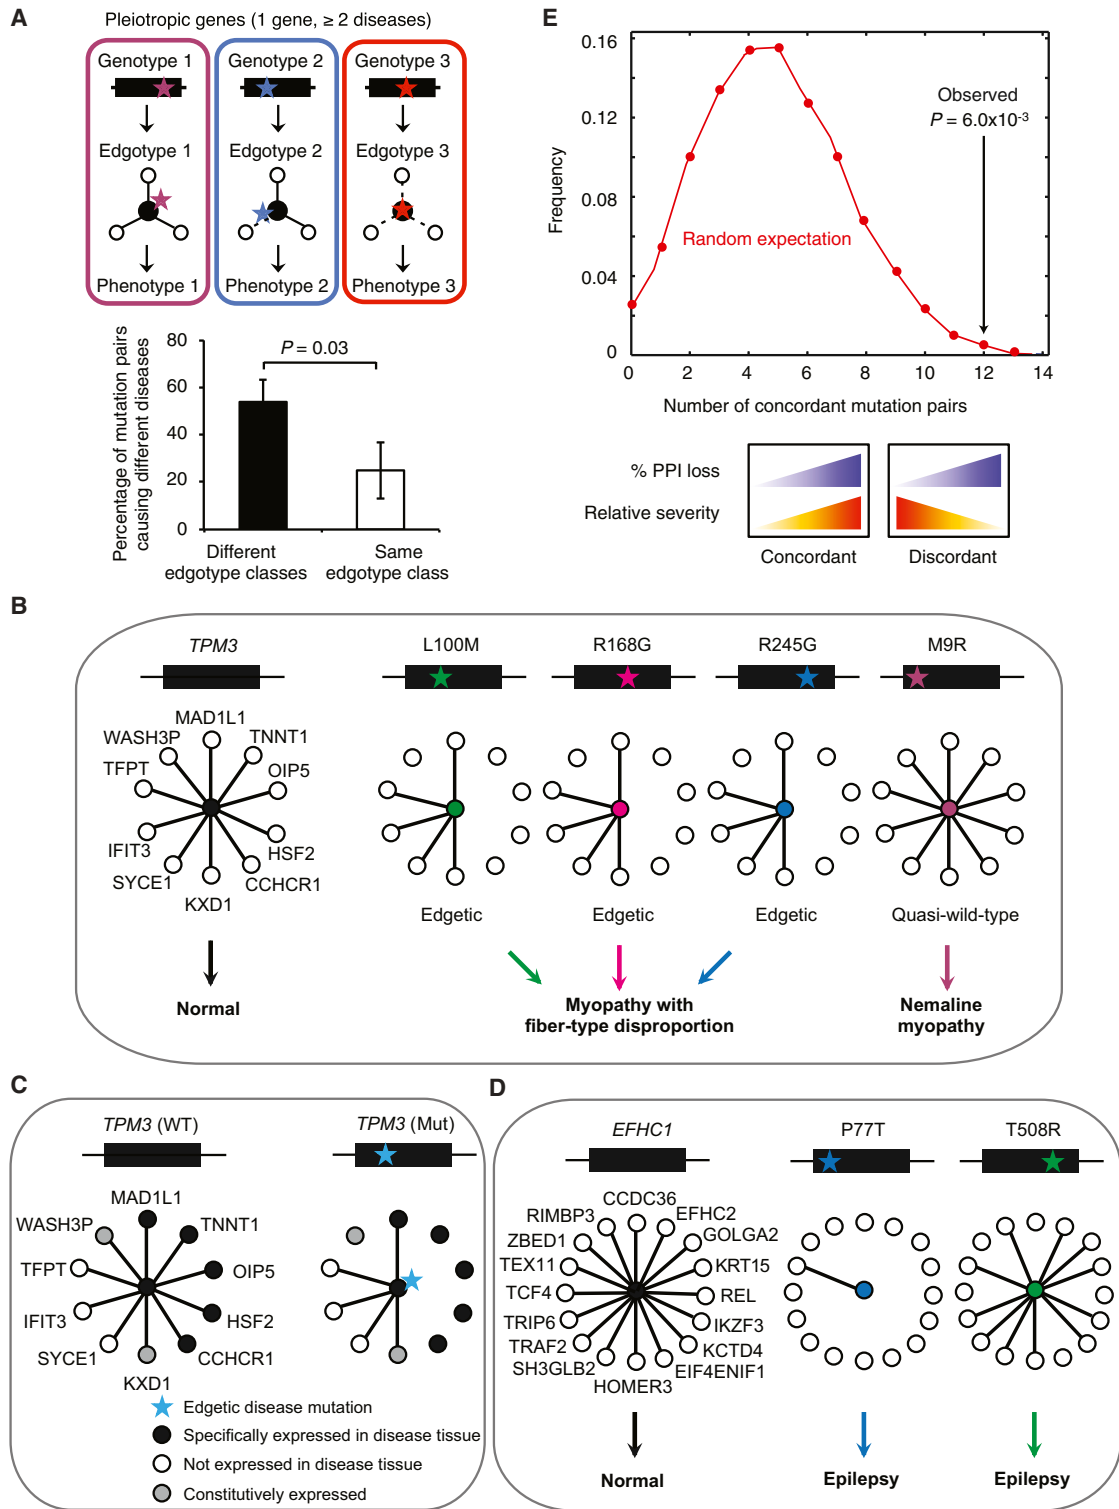 A
Pleiotropic genes (1 gene, ≥ 2 diseases)
Genotype 1
Genotype 2
Genotype 3
Edgotype 1
Edgotype 2
Edgotype 3
Phenotype 1
Phenotype 2
Phenotype 3
Percentage of mutation pairs
causing different diseases
80
60
40
20
0
P = 0.03
Different
edgotype classes
Same
edgotype class
E
Frequency
0.16
0.12
0.08
0.04
0
Observed
P = 6.0x10-3
Random expectation
0 2 4 6 8 10 12 14
Number of concordant mutation pairs
% PPI loss
Relative severity
Concordant
Discordant
B
TPM3
L100M
R168G
R245G
M9R
MAD1L1
WASH3P
TNNT1
TFPT
OIP5
IFIT3
HSF2
SYCE1
CCHCR1
KXD1
Edgetic
Edgetic
Edgetic
Quasi-wild-type
Normal
Myopathy with
fiber-type disproportion
Nemaline
myopathy
C
TPM3 (WT)
TPM3 (Mut)
MAD1L1
WASH3P
TNNT1
TFPT
OIP5
IFIT3
HSF2
SYCE1
CCHCR1
KXD1
Edgetic disease mutation
Specifically expressed in disease tissue
Not expressed in disease tissue
Constitutively expressed
D
EFHC1
P77T
T508R
CCDC36
RIMBP3
EFHC2
ZBED1
GOLGA2
TEX11
KRT15
TCF4
REL
TRIP6
IKZF3
TRAF2
KCTD4
SH3GLB2
EIF4ENIF1
HOMER3
Normal
Epilepsy
Epilepsy